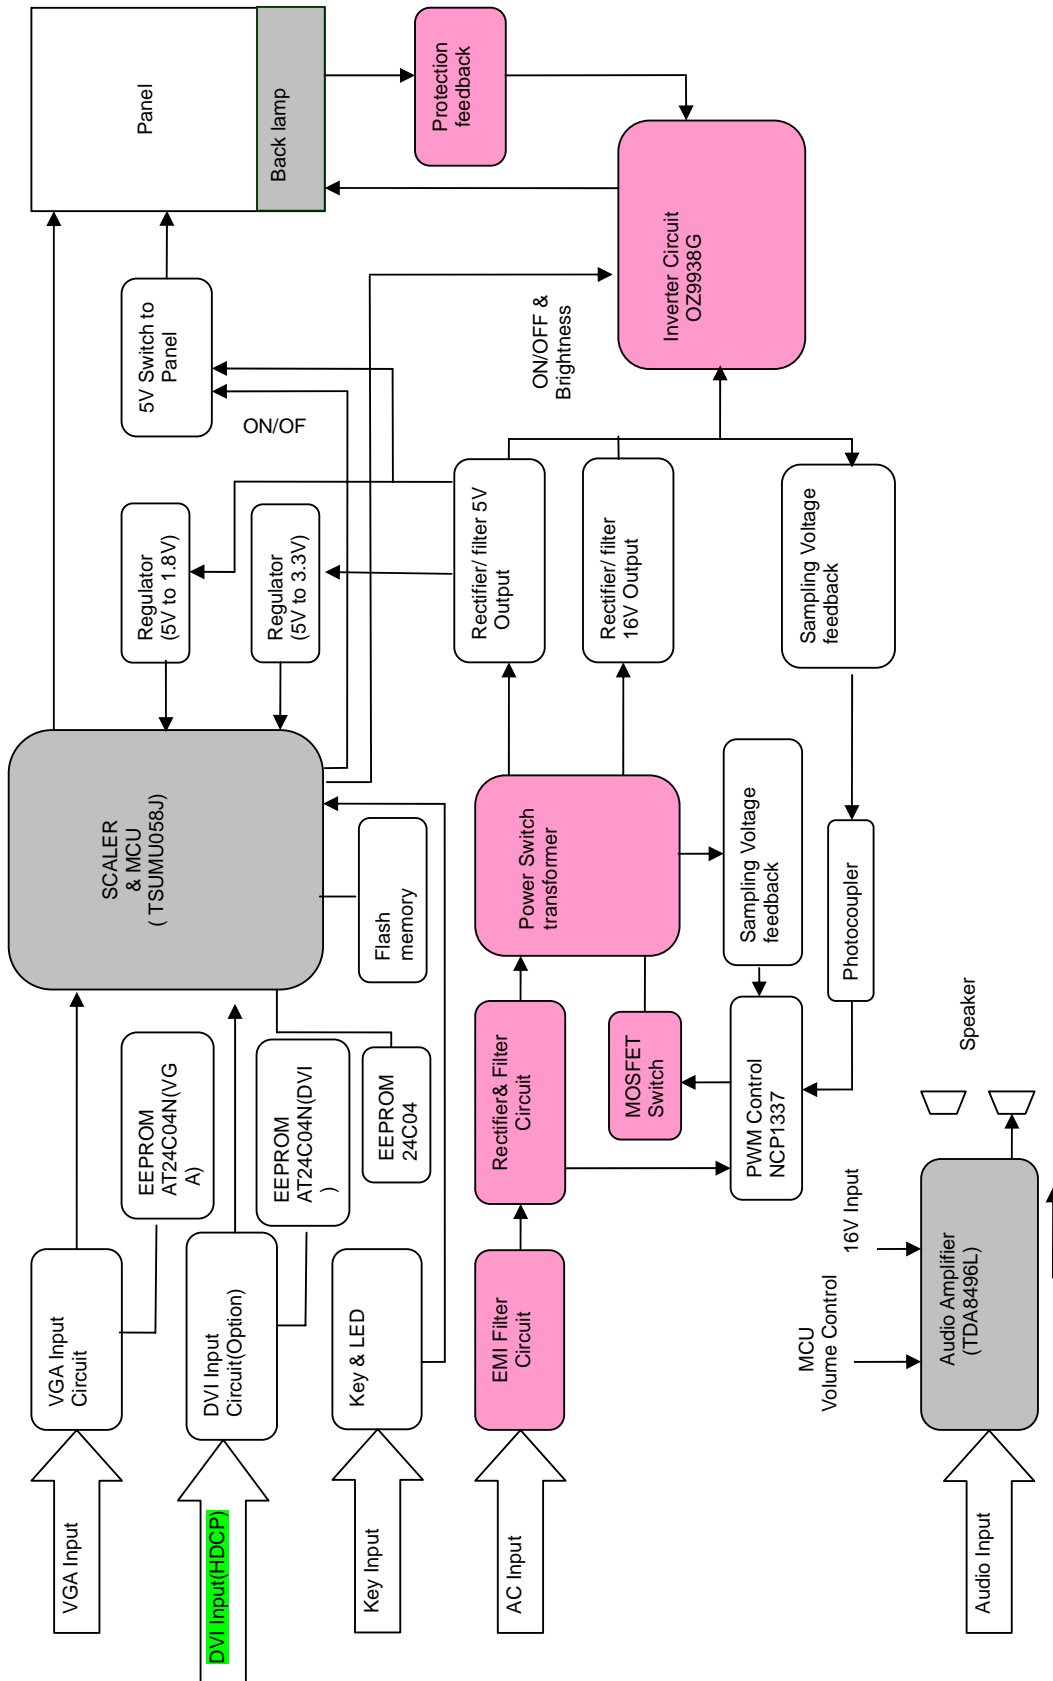 VGA Input
VGA Input
Circuit
EEPROM
AT24C04N(VG
A)
SCALER
& MCU
( TSUMU058J)
Regulator
(5V to 1.8V)
5V Switch to
Panel
Panel
Back lamp
DVI Input(HDCP)
DVI Input
Circuit(Option)
EEPROM
AT24C04N(DVI
)
EEPROM
24C04
Flash
memory
Regulator
(5V to 3.3V)
ON/OF
Key Input
Key & LED
Protection
feedback
AC Input
EMI Filter
Circuit
Rectifier& Filter
Circuit
Power Switch
transformer
Rectifier/ filter 5V
Output
ON/OFF &
Brightness
Inverter Circuit
OZ9938G
MOSFET
Switch
Rectifier/ filter
16V Output
PWM Control
NCP1337
Sampling Voltage
feedback
Sampling Voltage
feedback
Photocoupler
MCU
Volume Control
16V Input
Speaker
Audio Input
Audio Amplifier
(TDA8496L)